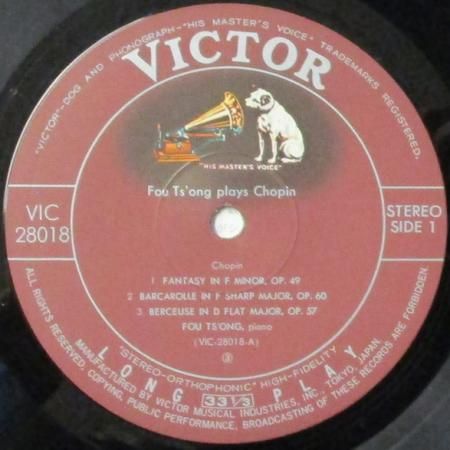 "VICTOR"-DOG AND PHONOGRAPH-"HIS MASTER'S VOICE" TRADEMARKS REGISTERED.
VICTOR
"HIS MASTER'S VOICE"
Fou Ts'ong plays Chopin
VIC
28018
STEREO
SIDE 1
Chopin
1. FANTASY IN F MINOR, OP. 49
2. BARCAROLLE IN F SHARP MAJOR, OP. 60
3. BERCEUSE IN D FLAT MAJOR, OP. 57
FOU TS'ONG, piano
(VIC-28018-A)
③
LONG PLAY
"STEREO-ORTHOPHONIC" HIGH-FIDELITY
33 1/3
MANUFACTURED BY VICTOR MUSICAL INDUSTRIES, INC., TOKYO, JAPAN.
ALL RIGHTS RESERVED. COPYING, PUBLIC PERFORMANCE, BROADCASTING OF THESE RECORDS ARE FORBIDDEN.